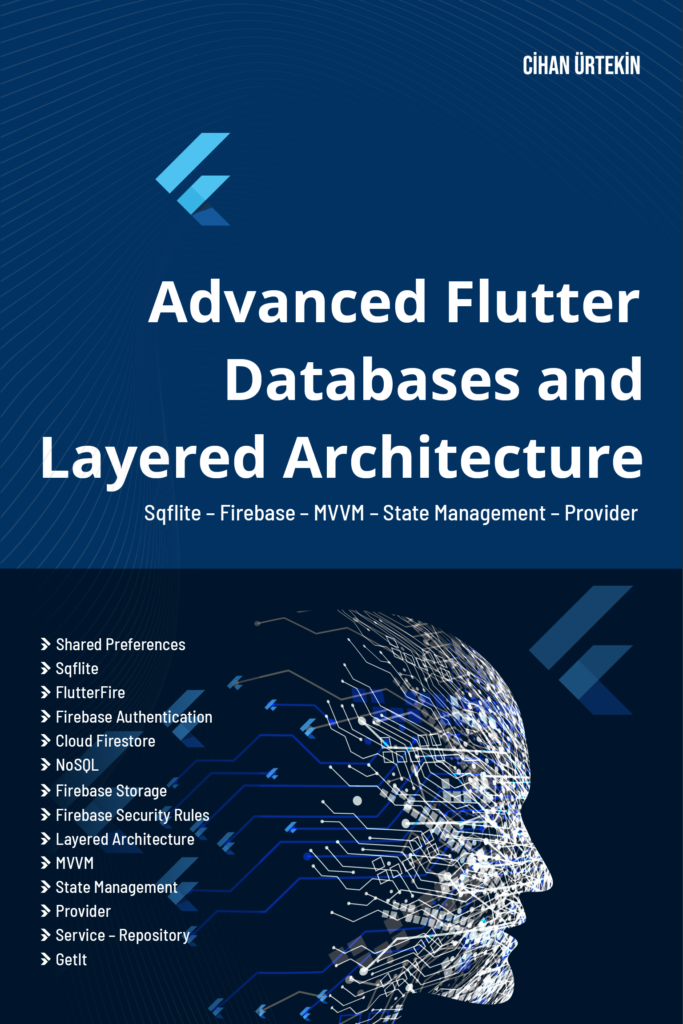 CİHAN ÜRTEKİN
Advanced Flutter
Databases and
Layered Architecture
Sqflite – Firebase – MVVM – State Management – Provider
Shared Preferences
Sqflite
FlutterFire
Firebase Authentication
Cloud Firestore
NoSQL
Firebase Storage
Firebase Security Rules
Layered Architecture
MVVM
State Management
Provider
Service – Repository
GetIt